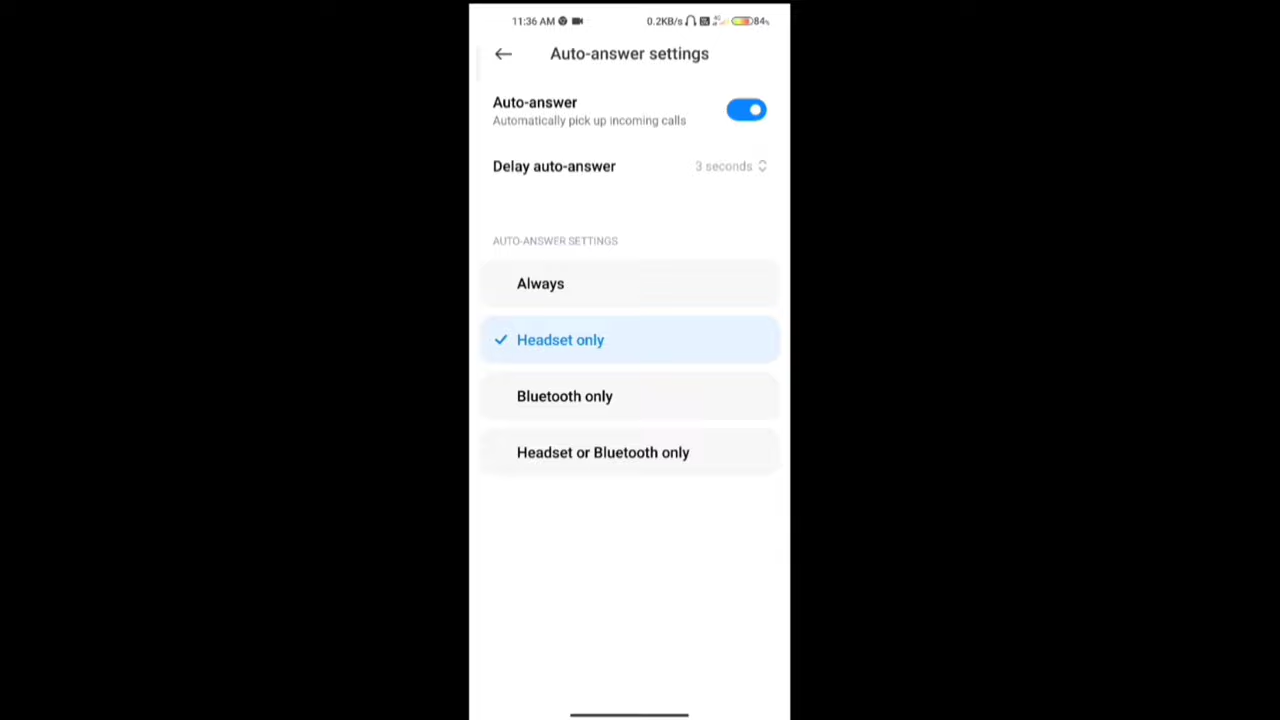 11:36 AM 0.2KB/s 84%
Auto-answer settings
Auto-answer
Automatically pick up incoming calls
Delay auto-answer 3 seconds
AUTO-ANSWER SETTINGS
Always
Headset only
Bluetooth only
Headset or Bluetooth only